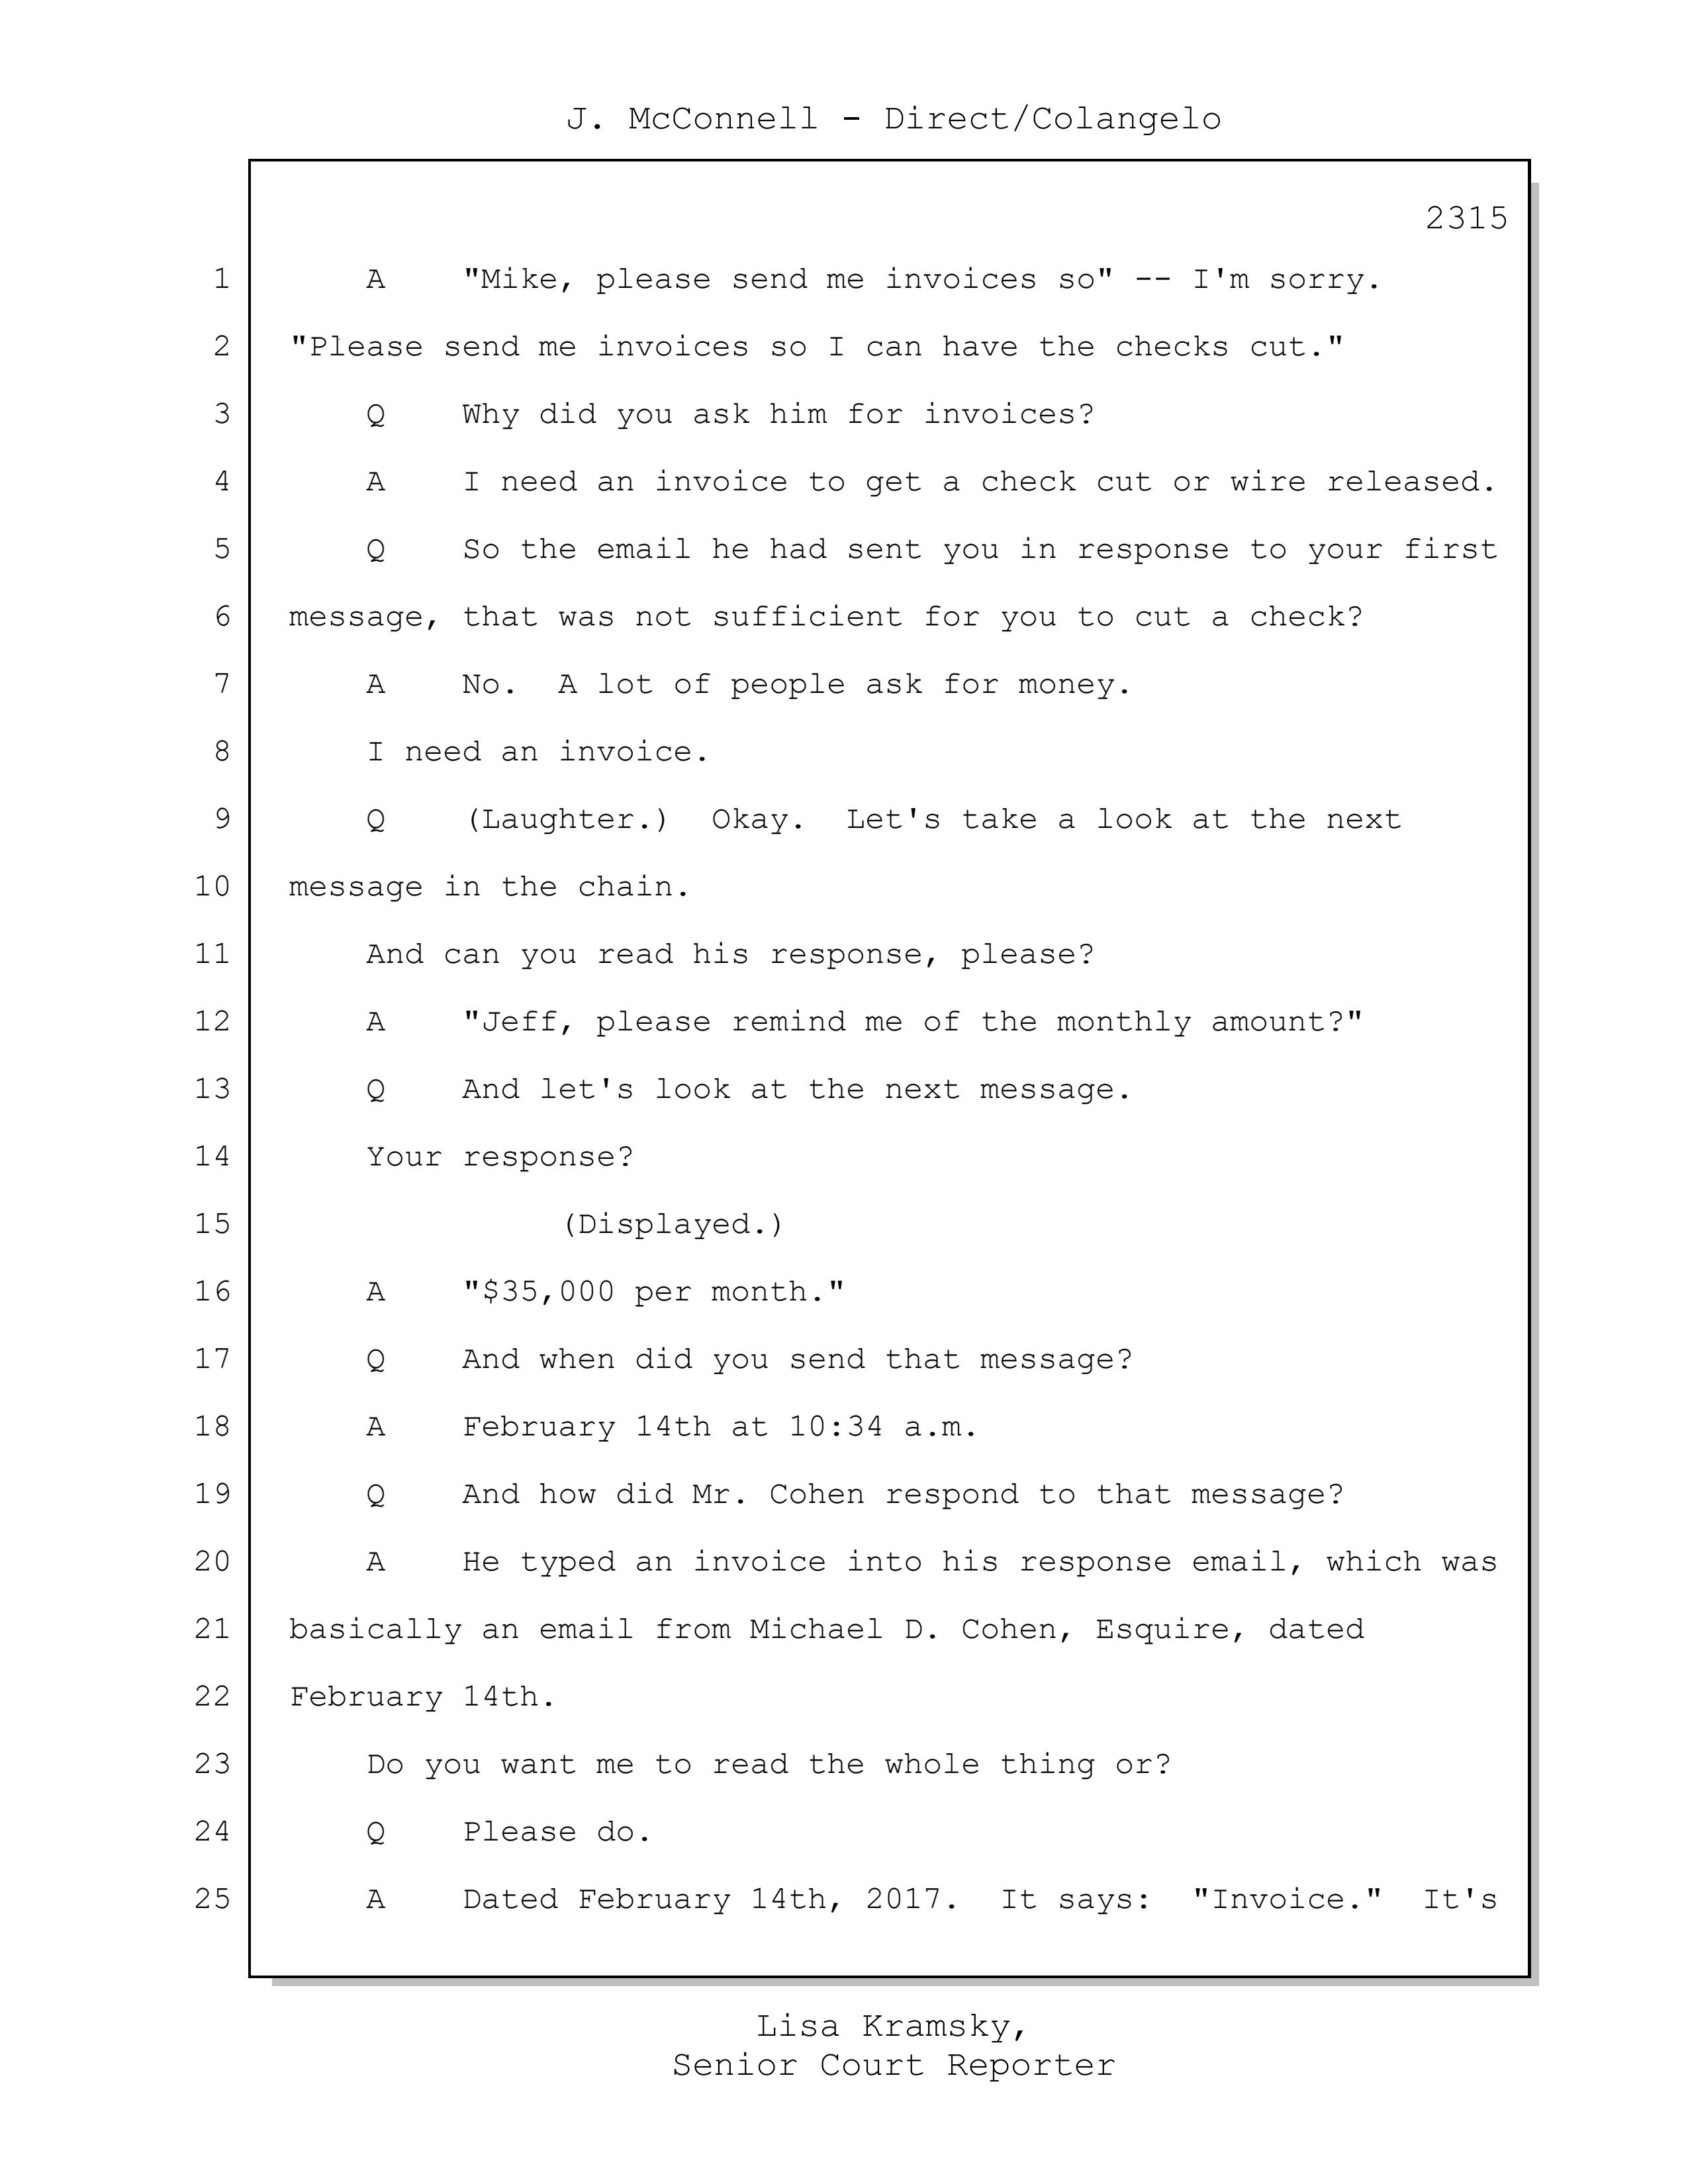 J. McConnell - Direct/Colangelo
2315
1 A "Mike, please send me invoices so" -- I'm sorry.
2 "Please send me invoices so I can have the checks cut."
3 Q Why did you ask him for invoices?
4 A I need an invoice to get a check cut or wire released.
5 Q So the email he had sent you in response to your first
6 message, that was not sufficient for you to cut a check?
7 A No. A lot of people ask for money.
8 I need an invoice.
9 Q (Laughter.) Okay. Let's take a look at the next
10 message in the chain.
11 And can you read his response, please?
12 A "Jeff, please remind me of the monthly amount?"
13 Q And let's look at the next message.
14 Your response?
15 (Displayed.)
16 A "$35,000 per month."
17 Q And when did you send that message?
18 A February 14th at 10:34 a.m.
19 Q And how did Mr. Cohen respond to that message?
20 A He typed an invoice into his response email, which was
21 basically an email from Michael D. Cohen, Esquire, dated
22 February 14th.
23 Do you want me to read the whole thing or?
24 Q Please do.
25 A Dated February 14th, 2017. It says: "Invoice." It's
Lisa Kramsky,
Senior Court Reporter